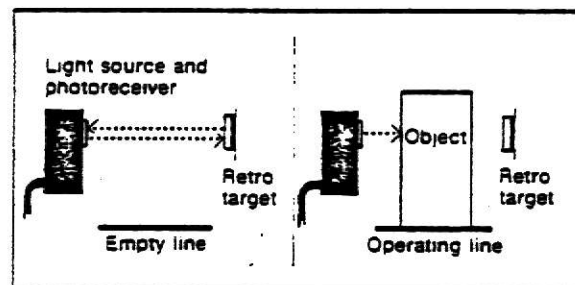 Light source and
photoreceiver
Retro
target
Empty line
Object
Retro
target
Operating line